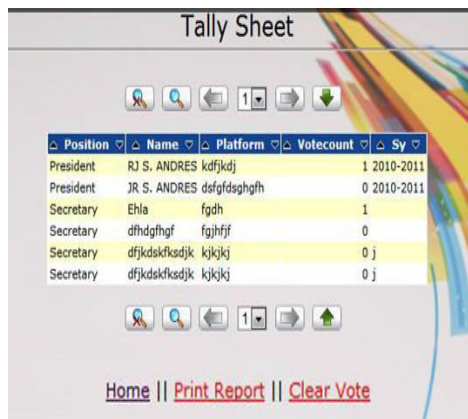 Tally Sheet
1
Position Name Platform Votecount Sy
President RJ S. ANDRES kdfjkdj 1 2010-2011
President JR S. ANDRES dsfgfdsghgfh 0 2010-2011
Secretary Ehla fgdh 1
Secretary dfhdgfhgf fgjhfjf 0
Secretary dfjkdskfksdjk kjkjkj 0 j
Secretary dfjkdskfksdjk kjkjkj 0 j
1
Home || Print Report || Clear Vote